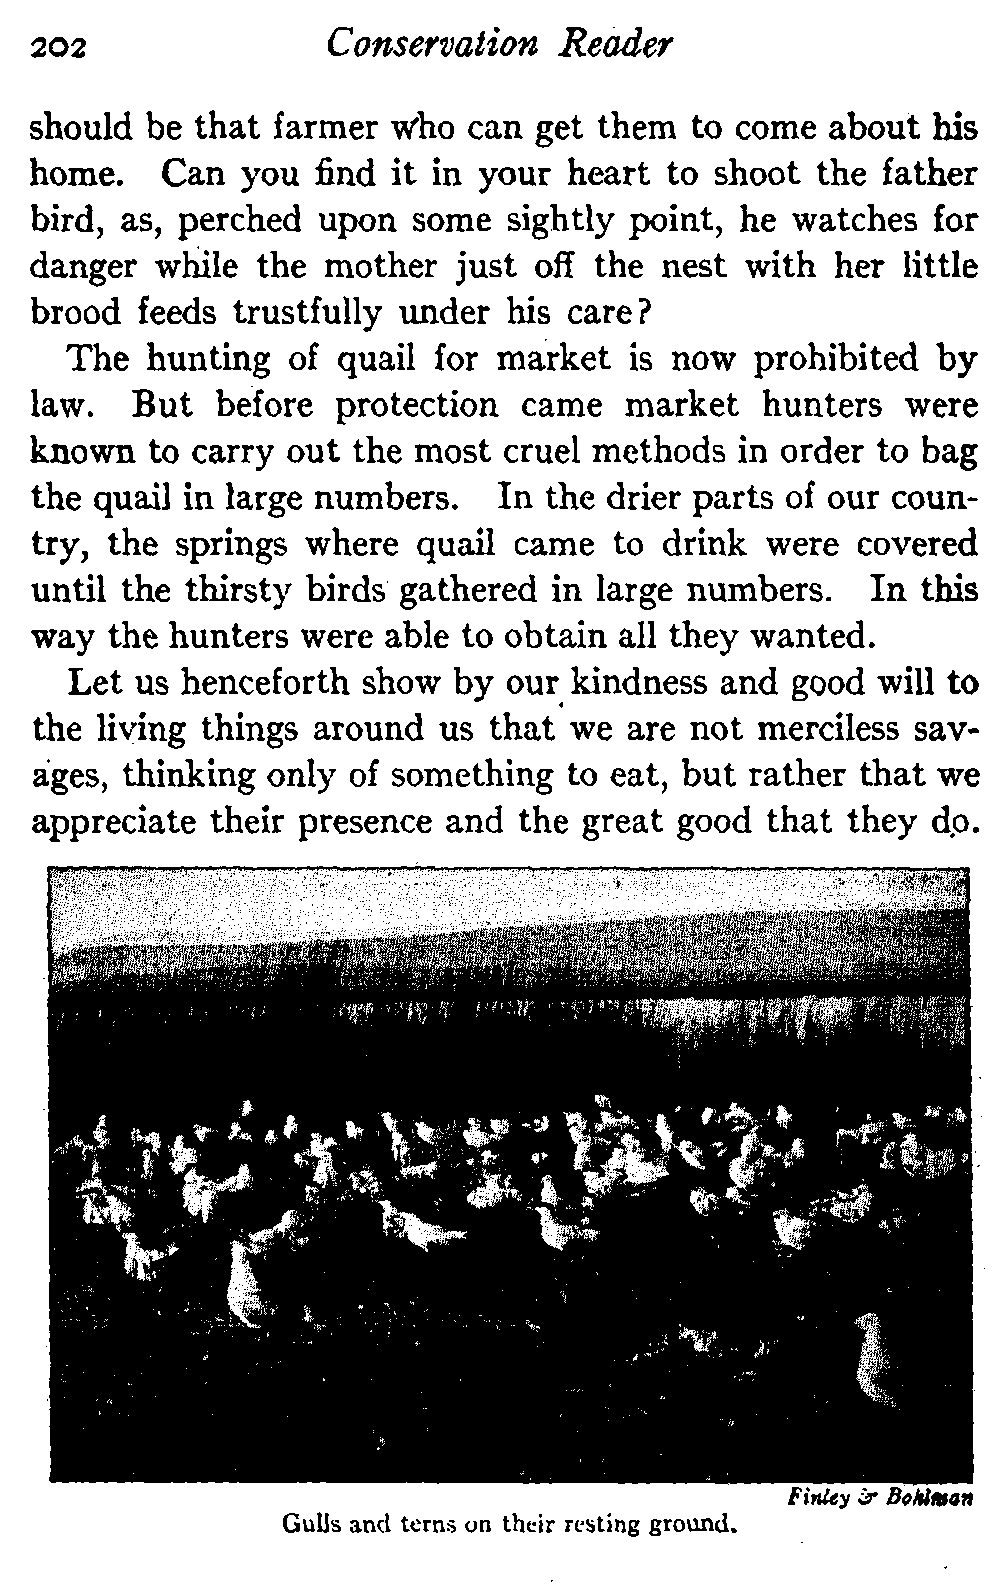 202 Conservation Reader
should be that farmer who can get them to come about his
home. Can you find it in your heart to shoot the father
bird, as, perched upon some sightly point, he watches for
danger while the mother just off the nest with her little
brood feeds trustfully under his care?
The hunting of quail for market is now prohibited by
law. But before protection came market hunters were
known to carry out the most cruel methods in order to bag
the quail in large numbers. In the drier parts of our coun-
try, the springs where quail came to drink were covered
until the thirsty birds gathered in large numbers. In this
way the hunters were able to obtain all they wanted.
Let us henceforth show by our kindness and good will to
the living things around us that we are not merciless sav-
ages, thinking only of something to eat, but rather that we
appreciate their presence and the great good that they do.
Finley & Bohlman
Gulls and terns on their resting ground.